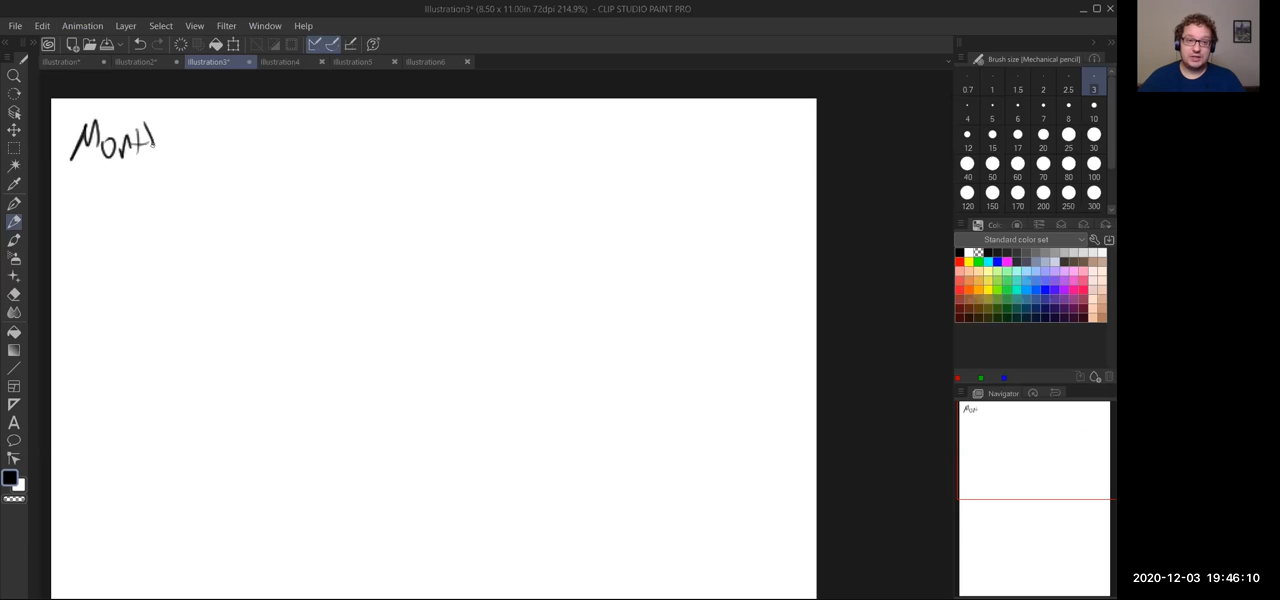 Illustration3* (8.50 x 11.00in 72dpi 214.9%) - CLIP STUDIO PAINT PRO
File Edit Animation Layer Select View Filter Window Help
Illustration* Illustration2* Illustration3* Illustration4 Illustration5 Illustration6
Brush size [Mechanical pencil]
0.7 1 1.5 2 2.5 3
4 5 6 7 8 10
12 15 17 20 25 30
40 50 60 70 80 100
120 150 170 200 250 300
Col
Standard color set
Navigator
Month
Mon
2020-12-03 19:46:10